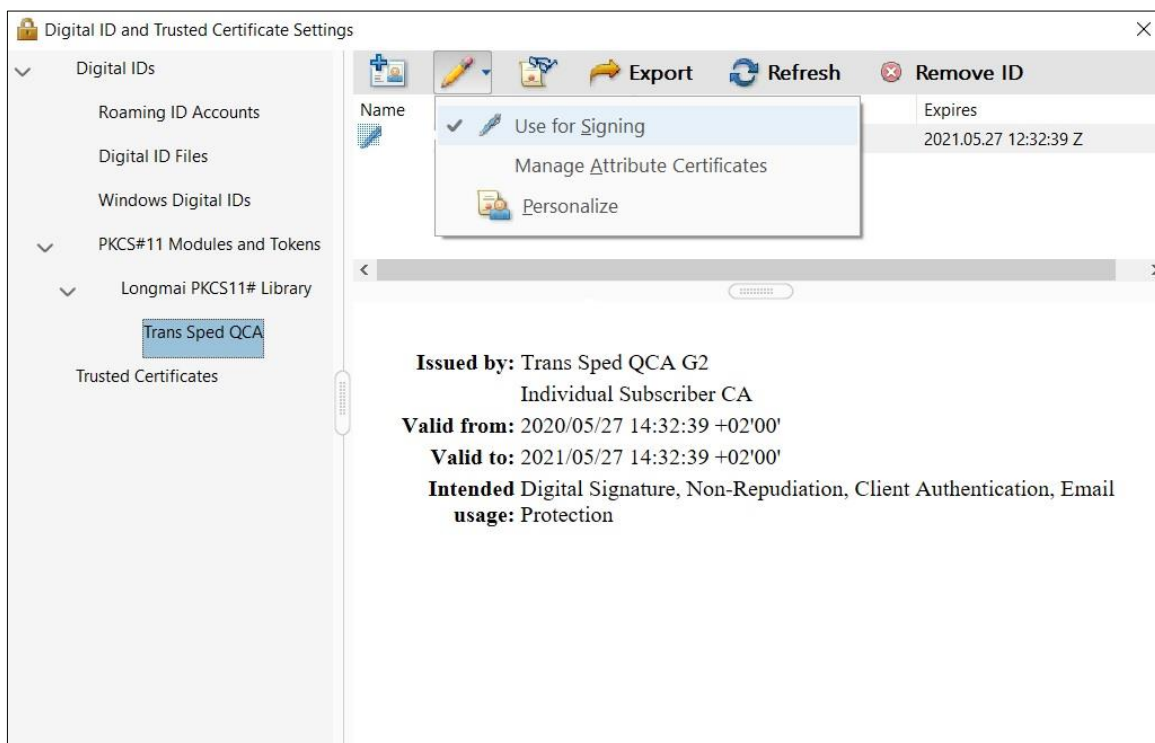 Digital ID and Trusted Certificate Settings
Digital IDs
Roaming ID Accounts
Digital ID Files
Windows Digital IDs
PKCS#11 Modules and Tokens
Longmai PKCS11# Library
Trans Sped QCA
Trusted Certificates
Export Refresh Remove ID
Name Expires
2021.05.27 12:32:39 Z
Use for Signing
Manage Attribute Certificates
Personalize
Issued by: Trans Sped QCA G2
Individual Subscriber CA
Valid from: 2020/05/27 14:32:39 +02'00'
Valid to: 2021/05/27 14:32:39 +02'00'
Intended Digital Signature, Non-Repudiation, Client Authentication, Email
usage: Protection